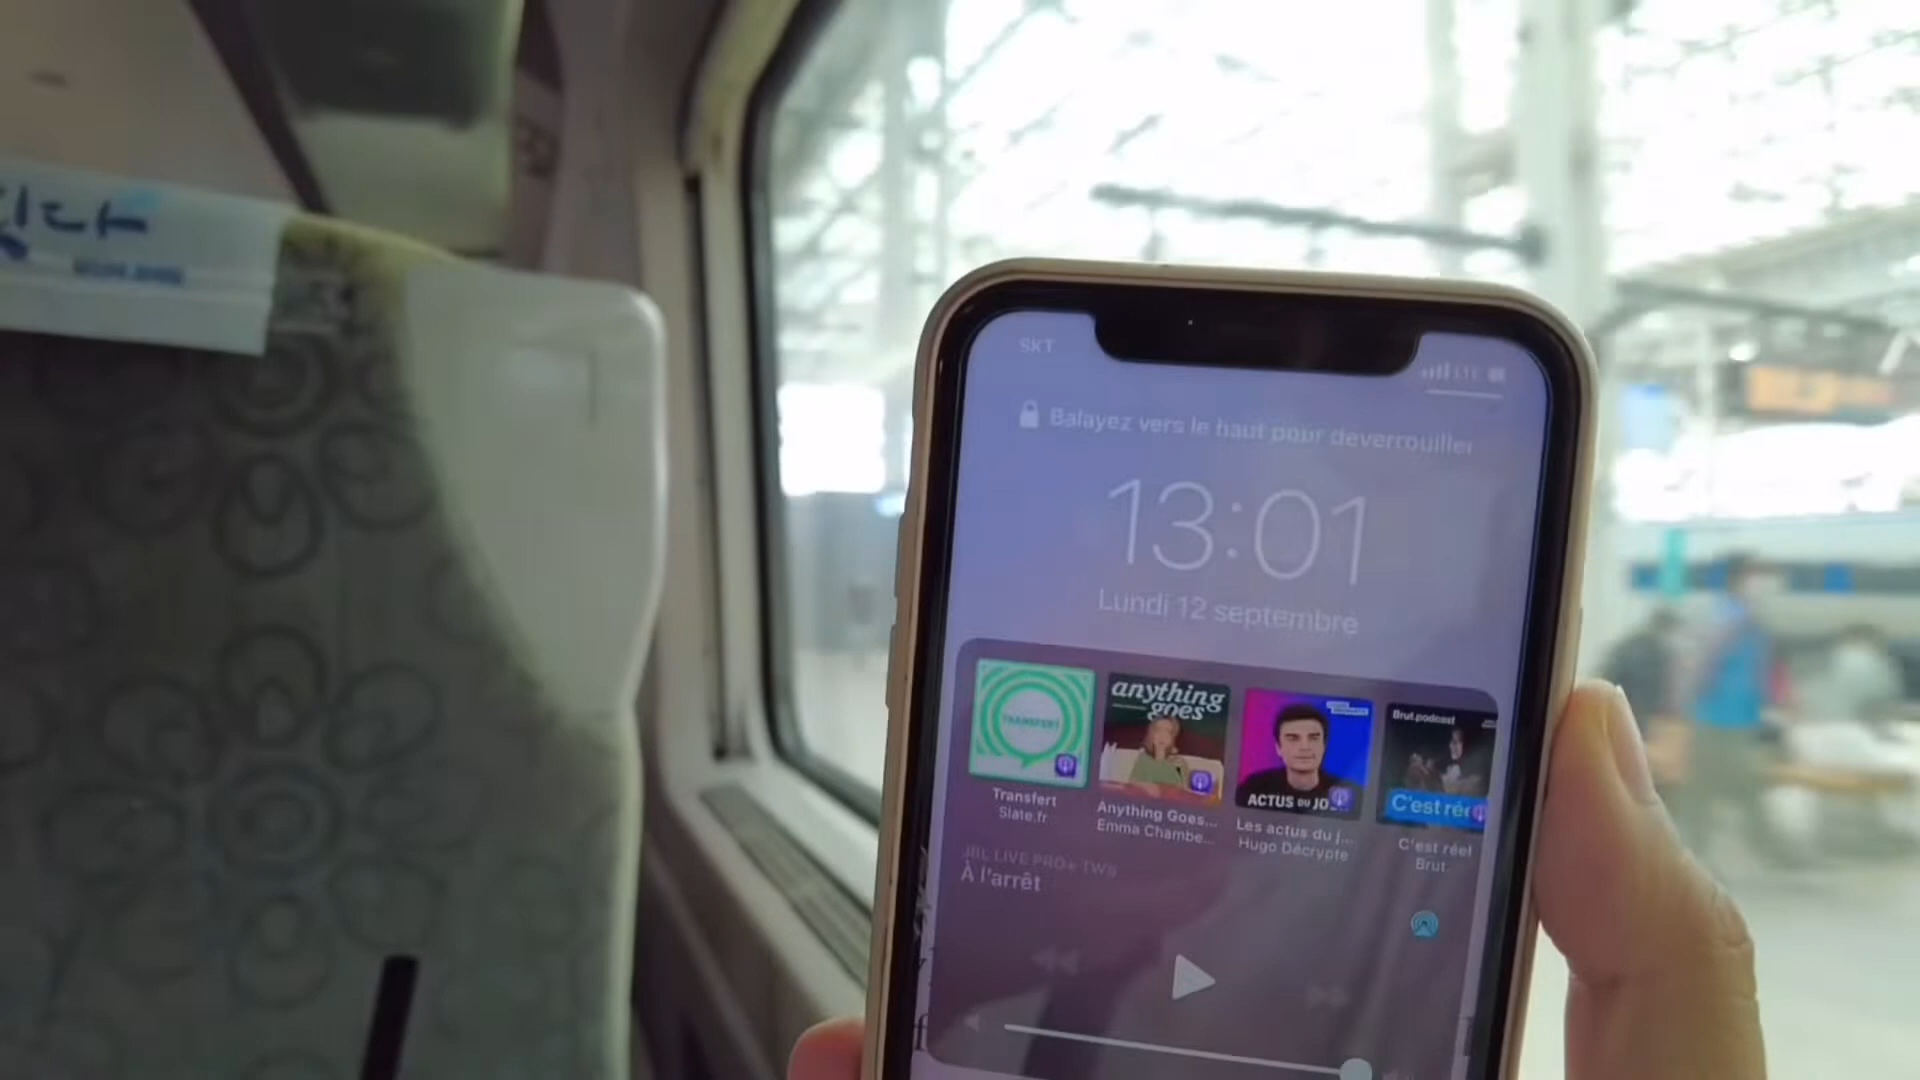 SKT
LTE
Balayez vers le haut pour déverrouiller
13:01
Lundi 12 septembre
TRANSFERT
anything
goes
ACTUS DU JO
Brut.podcast
C'est rée
Transfert
Slate.fr
Anything Goes...
Emma Chambe...
Les actus du j...
Hugo Décrypte
C'est réel
Brut.
JBL LIVE PRO+ TWS
À l'arrêt